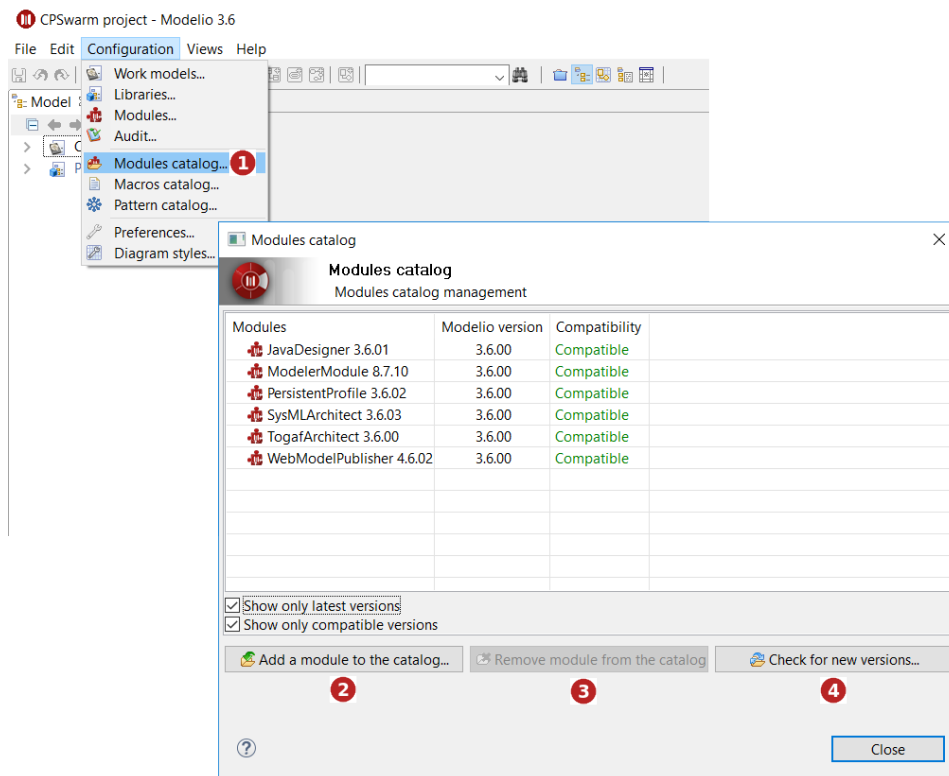 CPSwarm project - Modelio 3.6
File Edit Configuration Views Help
Work models...
Libraries...
Model
Modules...
Audit...
C
Modules catalog... 1
P
Macros catalog...
Pattern catalog...
Preferences...
Diagram styles...
Modules catalog
Modules catalog
Modules catalog management
Modules Modelio version Compatibility
JavaDesigner 3.6.01 3.6.00 Compatible
ModelerModule 8.7.10 3.6.00 Compatible
PersistentProfile 3.6.02 3.6.00 Compatible
SysMLArchitect 3.6.03 3.6.00 Compatible
TogafArchitect 3.6.00 3.6.00 Compatible
WebModelPublisher 4.6.02 3.6.00 Compatible
Show only latest versions
Show only compatible versions
Add a module to the catalog... Remove module from the catalog Check for new versions...
2 3 4
? Close